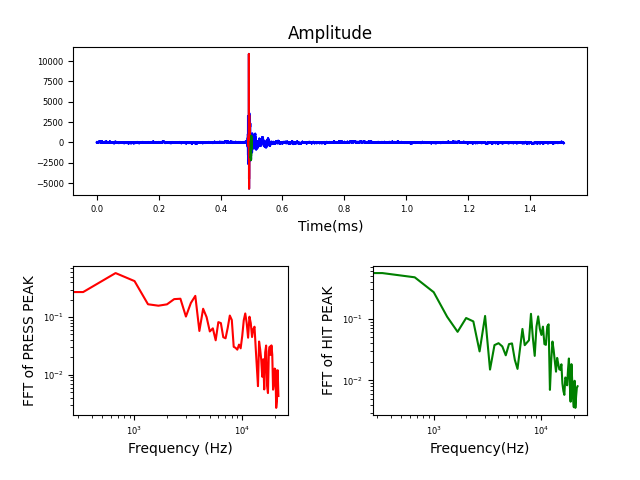 Amplitude
10000
7500
5000
2500
0
−2500
−5000
0.0 0.2 0.4 0.6 0.8 1.0 1.2 1.4
Time(ms)
FFT of PRESS PEAK
10⁻¹
10⁻²
10³ 10⁴
Frequency (Hz)
FFT of HIT PEAK
10⁻¹
10⁻²
10³ 10⁴
Frequency(Hz)